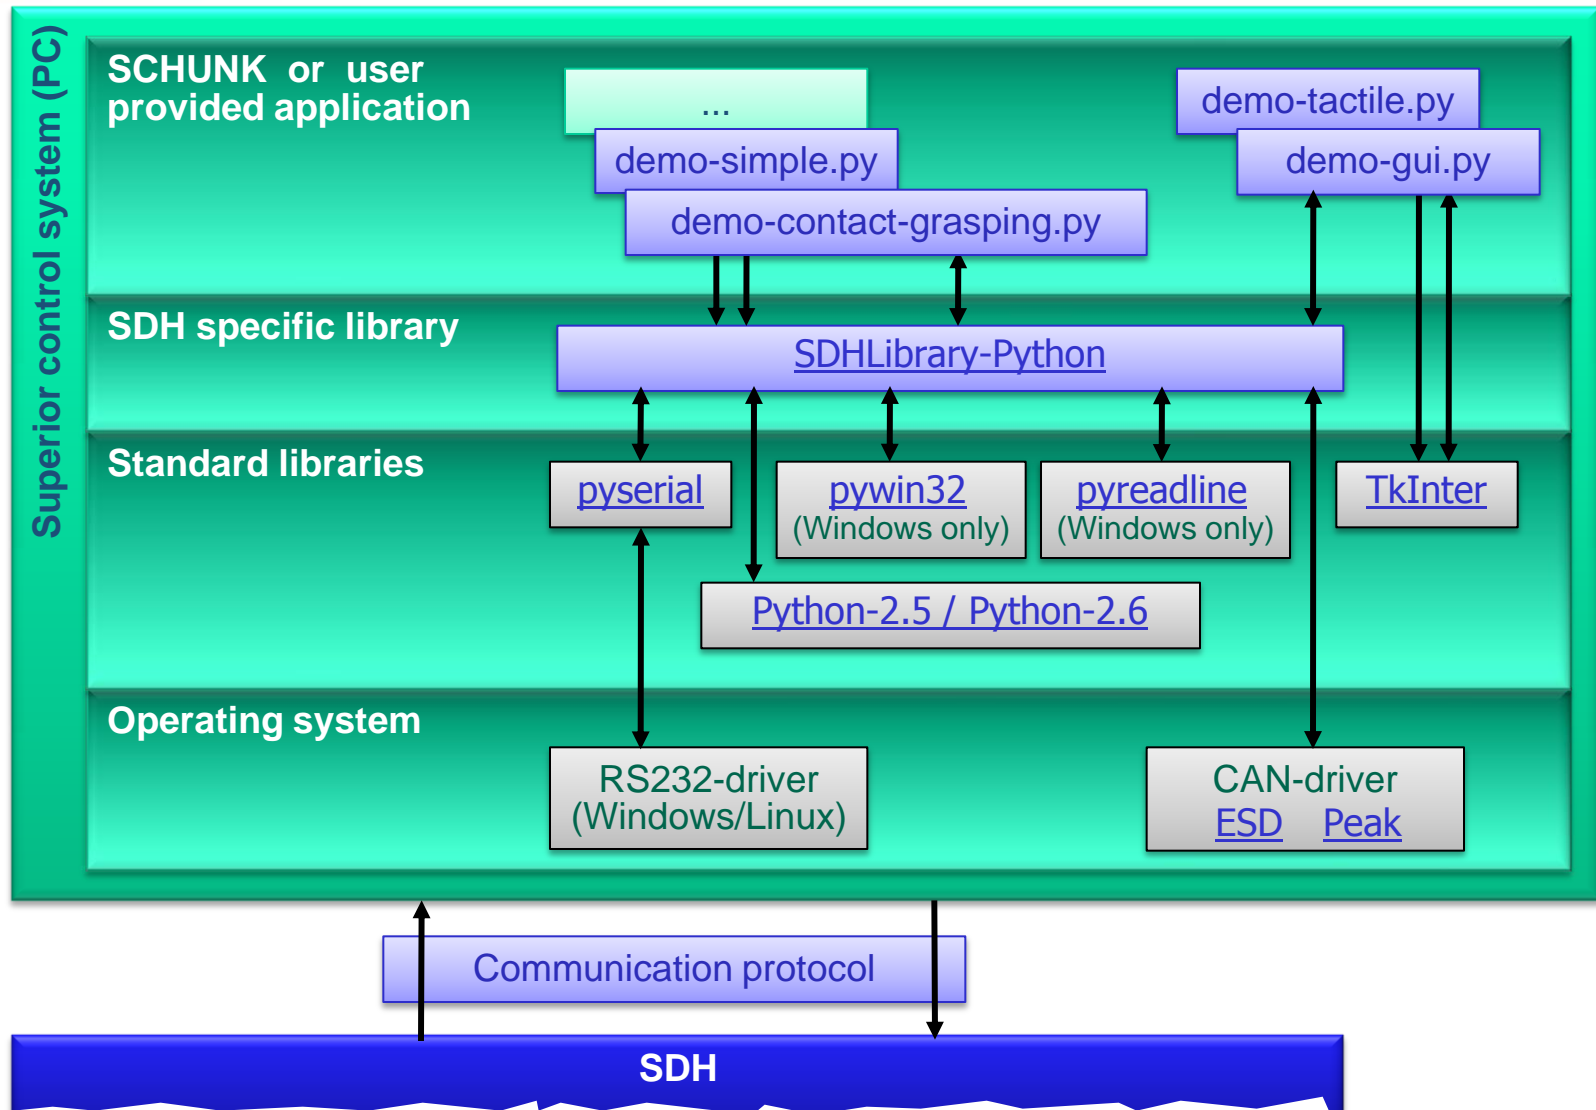 Superior control system (PC)
SCHUNK or user
provided application
...
demo-simple.py
demo-contact-grasping.py
demo-tactile.py
demo-gui.py
SDH specific library
SDHLibrary-Python
Standard libraries
pyserial
pywin32
(Windows only)
pyreadline
(Windows only)
TkInter
Python-2.5 / Python-2.6
Operating system
RS232-driver
(Windows/Linux)
CAN-driver
ESD Peak
Communication protocol
SDH